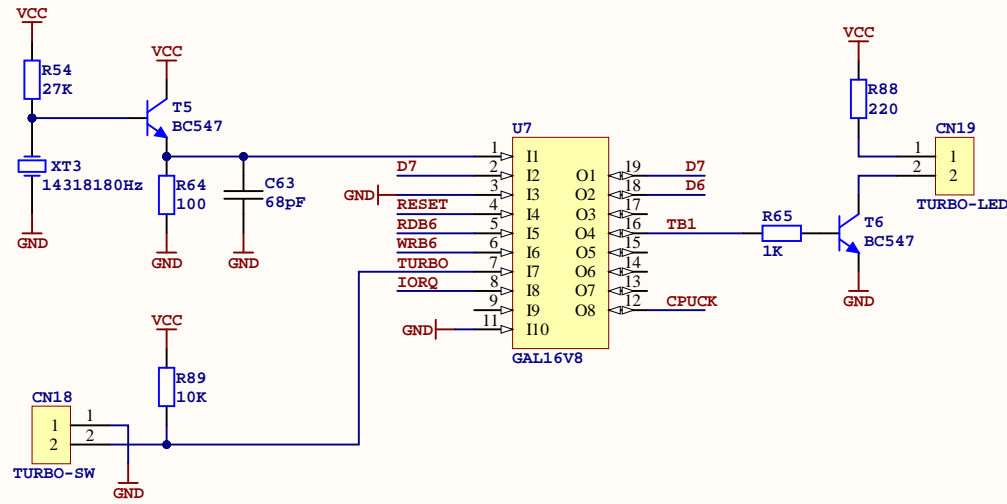 VCC
R54
27K
XT3
14318180Hz
GND
VCC
T5
BC547
R64
100
GND
C63
68pF
GND
VCC
R89
10K
CN18
1 1
2 2
TURBO-SW
GND
U7
1 I1
D7 2 I2 O1 19 D7
GND 3 I3 O2 18 D6
RESET 4 I4 O3 17
RDB6 5 I5 O4 16 TB1
WRB6 6 I6 O5 15
TURBO 7 I7 O6 14
IORQ 8 I8 O7 13
9 I9 O8 12 CPUCK
GND 11 I10
GAL16V8
R65
1K
T6
BC547
GND
VCC
R88
220
CN19
1 1
2 2
TURBO-LED